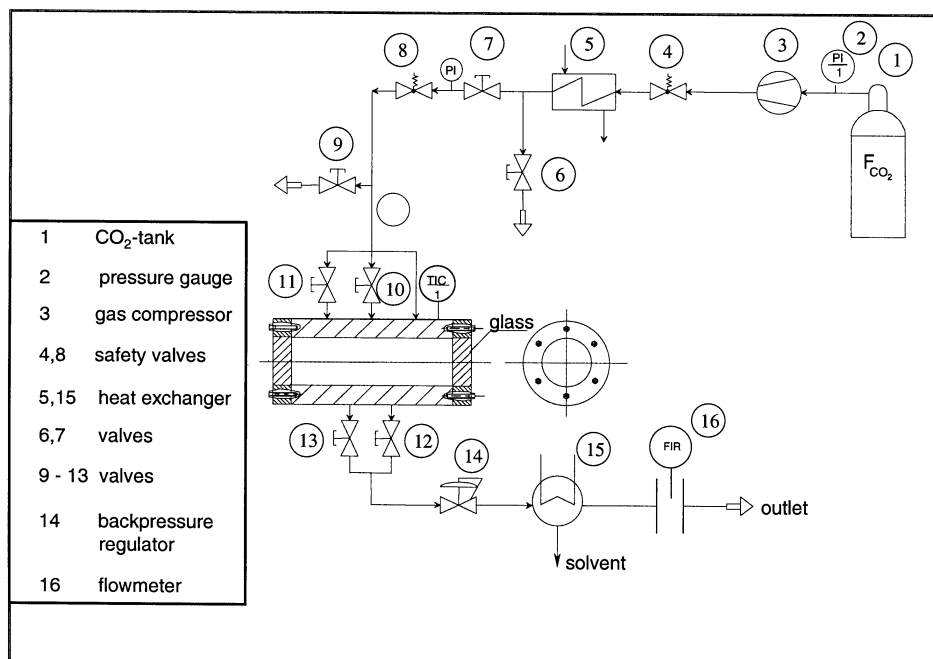 8
7
5
4
3
2
1
PI
PI
1
F_CO₂
9
6
11
10
TIC
1
glass
13
12
14
15
16
FIR
outlet
solvent
1 CO₂-tank
2 pressure gauge
3 gas compressor
4,8 safety valves
5,15 heat exchanger
6,7 valves
9 - 13 valves
14 backpressure
regulator
16 flowmeter